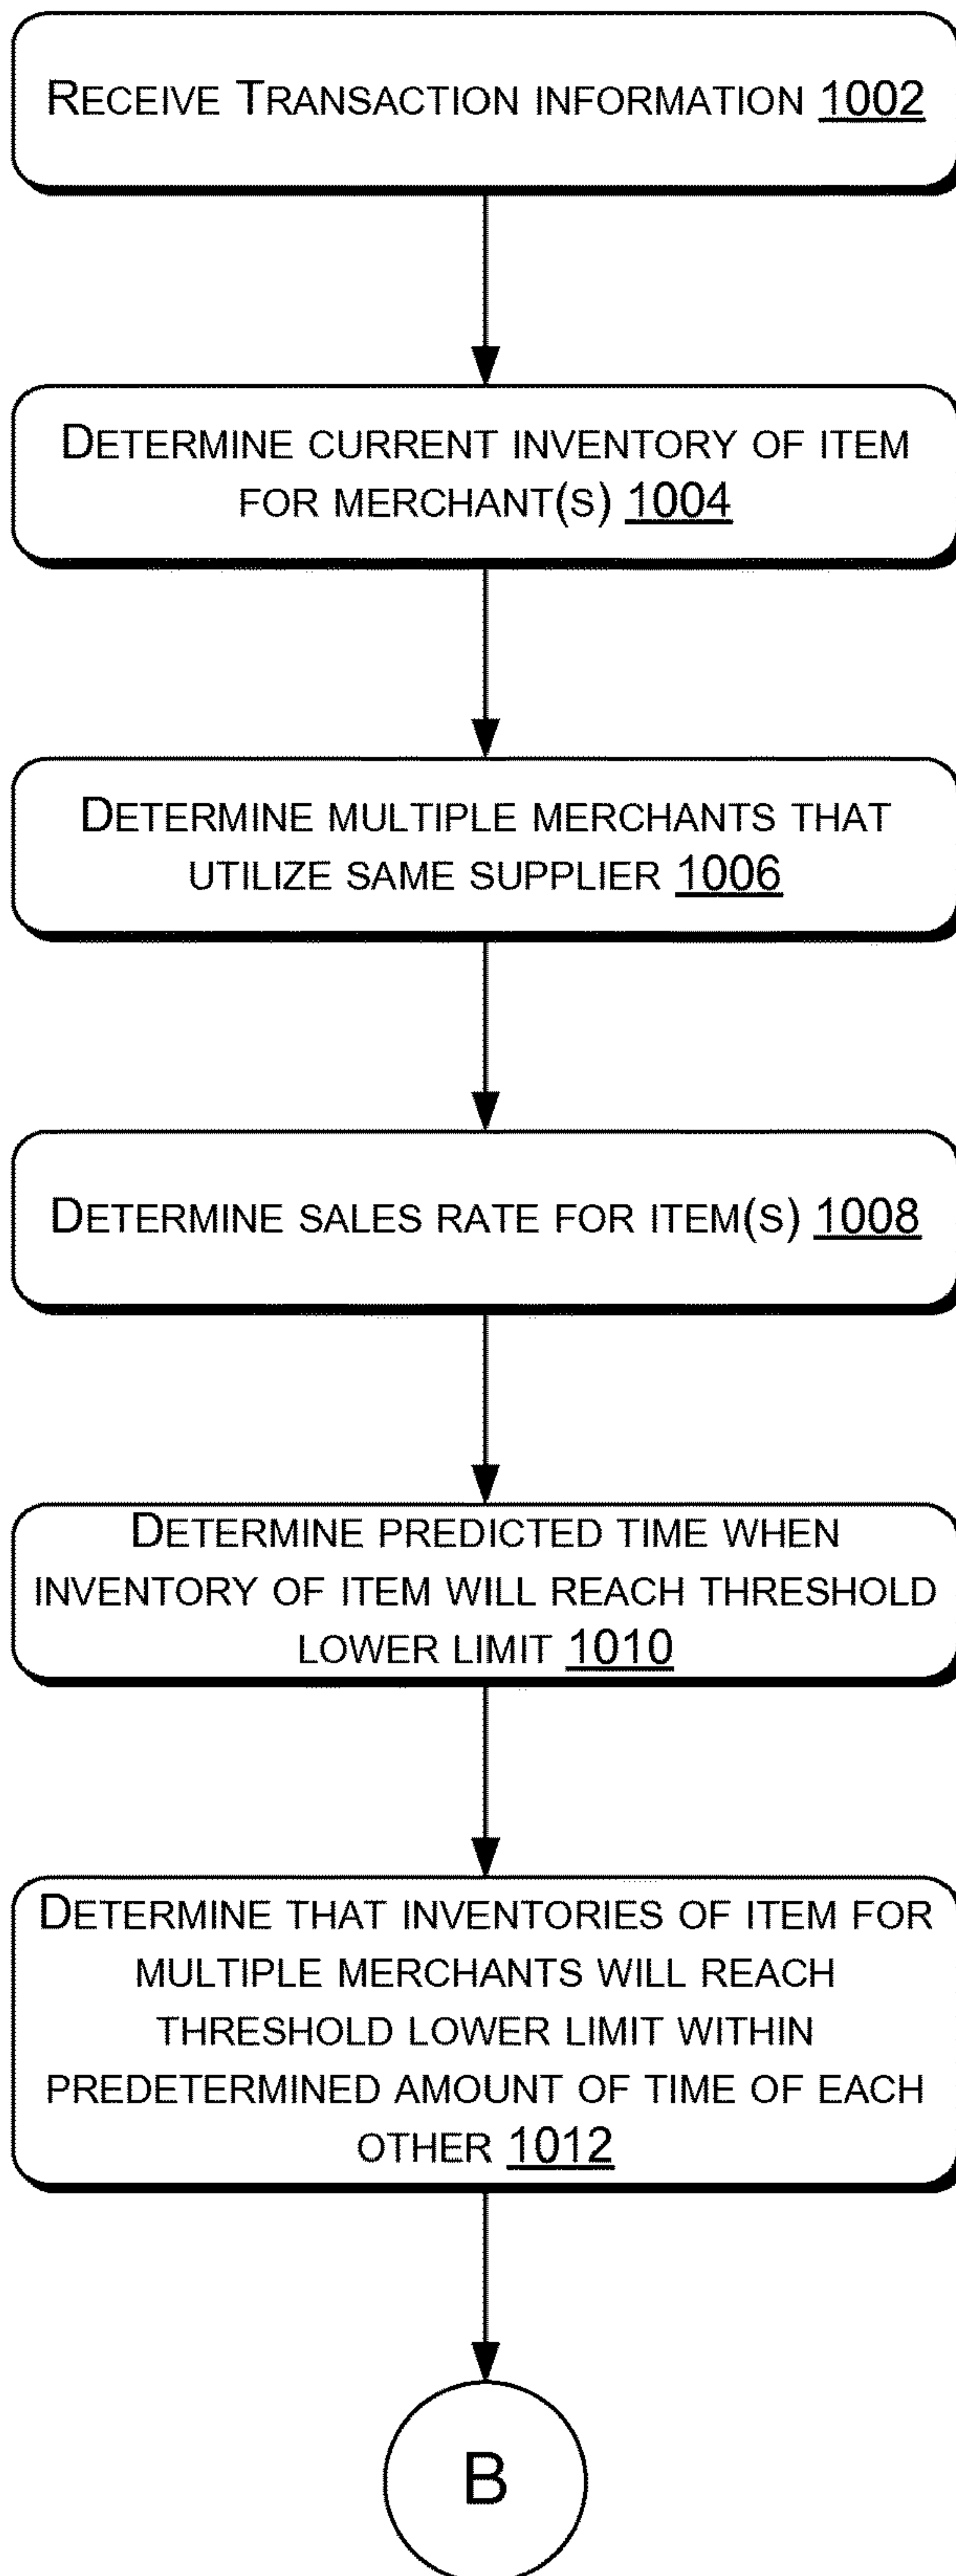 RECEIVE TRANSACTION INFORMATION 1002
DETERMINE CURRENT INVENTORY OF ITEM
FOR MERCHANT(S) 1004
DETERMINE MULTIPLE MERCHANTS THAT
UTILIZE SAME SUPPLIER 1006
DETERMINE SALES RATE FOR ITEM(S) 1008
DETERMINE PREDICTED TIME WHEN
INVENTORY OF ITEM WILL REACH THRESHOLD
LOWER LIMIT 1010
DETERMINE THAT INVENTORIES OF ITEM FOR
MULTIPLE MERCHANTS WILL REACH
THRESHOLD LOWER LIMIT WITHIN
PREDETERMINED AMOUNT OF TIME OF EACH
OTHER 1012
B